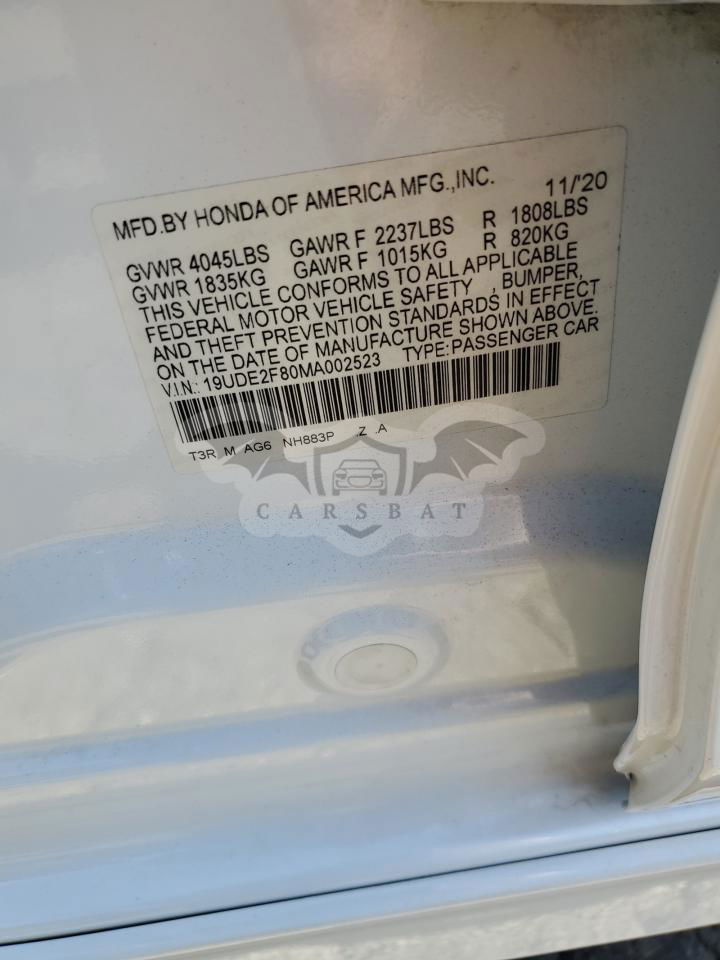 MFD.BY HONDA OF AMERICA MFG.,INC. 11/'20
GVWR 4045LBS GAWR F 2237LBS R 1808LBS
GVWR 1835KG GAWR F 1015KG R 820KG
THIS VEHICLE CONFORMS TO ALL APPLICABLE
FEDERAL MOTOR VEHICLE SAFETY , BUMPER,
AND THEFT PREVENTION STANDARDS IN EFFECT
ON THE DATE OF MANUFACTURE SHOWN ABOVE.
V.I.N.: 19UDE2F80MA002523 TYPE:PASSENGER CAR
T3R M AG6 NH883P .Z .A
CARSBAT